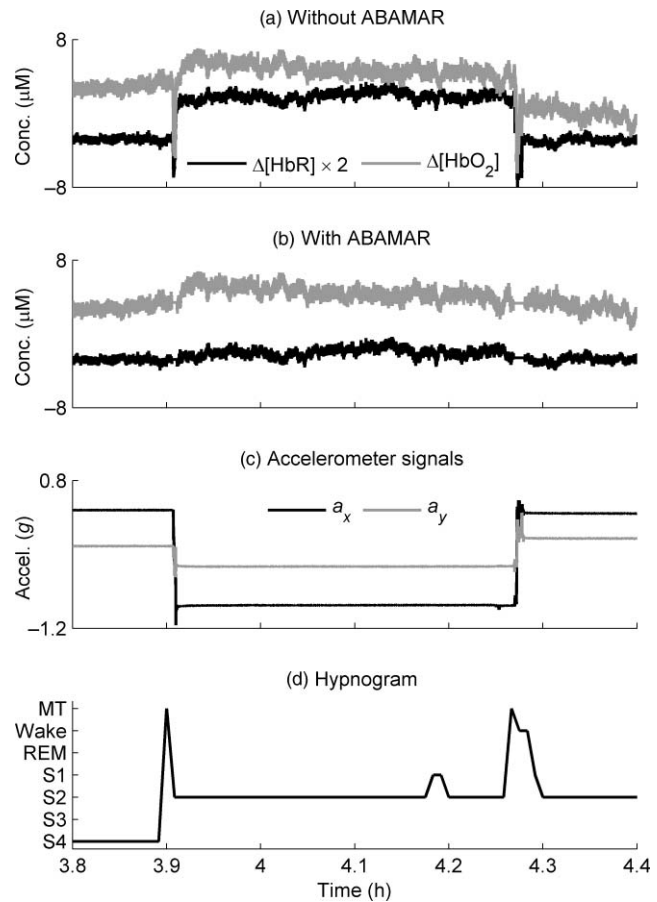 (a) Without ABAMAR
8
Conc. (μM)
−8
Δ[HbR] × 2 Δ[HbO₂]
(b) With ABAMAR
8
Conc. (μM)
−8
(c) Accelerometer signals
0.8
Accel. (g)
−1.2
aₓ a_y
(d) Hypnogram
MT
Wake
REM
S1
S2
S3
S4
3.8 3.9 4 4.1 4.2 4.3 4.4
Time (h)